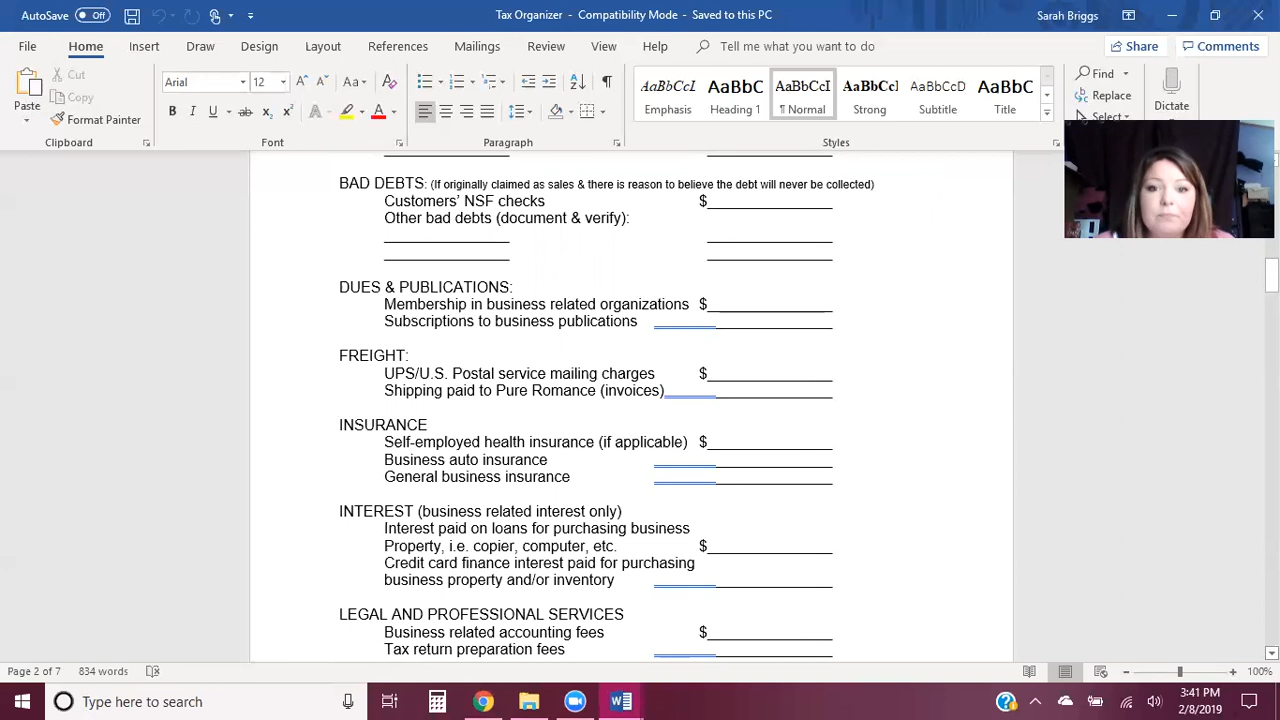 AutoSave Off
Tax Organizer - Compatibility Mode - Saved to this PC
Sarah Briggs
File Home Insert Draw Design Layout References Mailings Review View Help Tell me what you want to do
Share Comments
Paste Cut
Copy
Format Painter
Arial 12
Aa
B I U ab x2 x2 A A
AaBbCcI AaBbC AaBbCcI AaBbCcI AaBbCcD AaBbC
Emphasis Heading 1 ¶ Normal Strong Subtitle Title
Find
Replace
Select
Dictate
Clipboard Font Paragraph Styles
BAD DEBTS: (If originally claimed as sales & there is reason to believe the debt will never be collected)
Customers' NSF checks $
Other bad debts (document & verify):
DUES & PUBLICATIONS:
Membership in business related organizations $
Subscriptions to business publications
FREIGHT:
UPS/U.S. Postal service mailing charges $
Shipping paid to Pure Romance (invoices)
INSURANCE
Self-employed health insurance (if applicable) $
Business auto insurance
General business insurance
INTEREST (business related interest only)
Interest paid on loans for purchasing business
Property, i.e. copier, computer, etc. $
Credit card finance interest paid for purchasing
business property and/or inventory
LEGAL AND PROFESSIONAL SERVICES
Business related accounting fees $
Tax return preparation fees
Page 2 of 7 834 words
100%
Type here to search
3:41 PM
2/8/2019